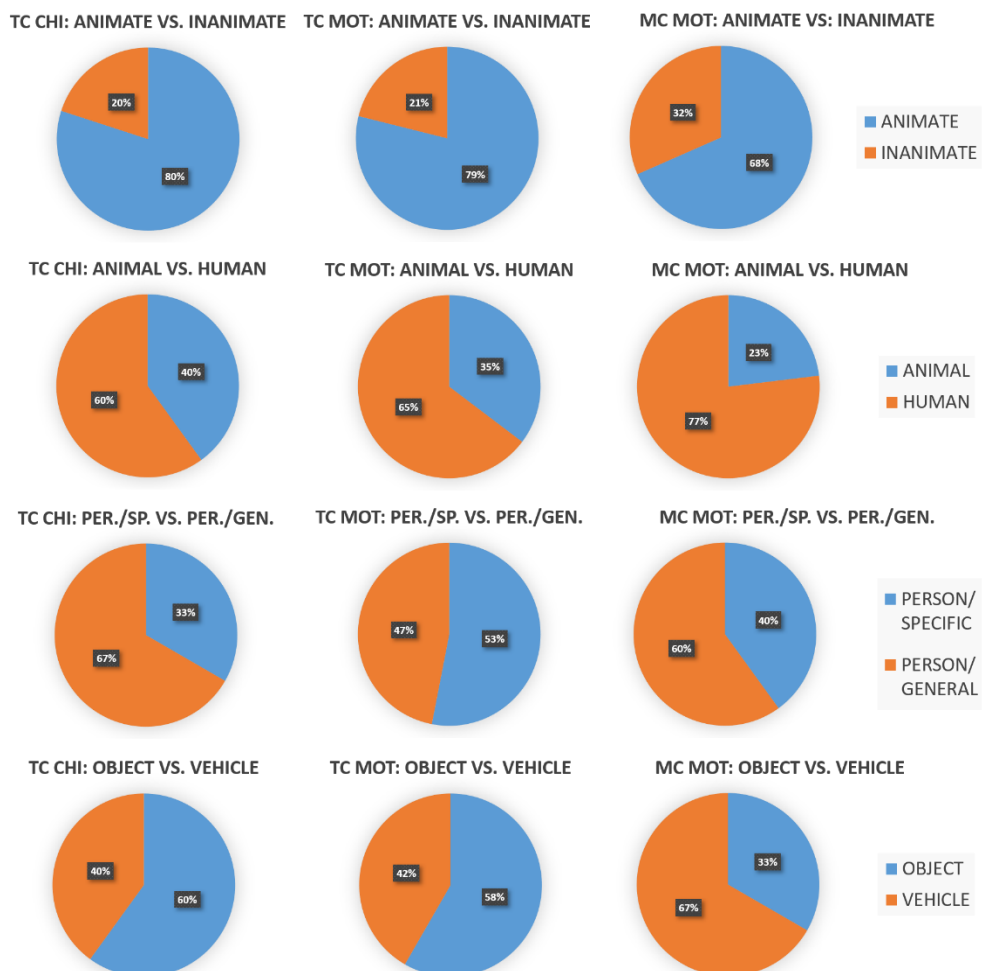 TC CHI: ANIMATE VS. INANIMATE
TC MOT: ANIMATE VS. INANIMATE
MC MOT: ANIMATE VS: INANIMATE
20%
80%
21%
79%
32%
68%
ANIMATE
INANIMATE
TC CHI: ANIMAL VS. HUMAN
TC MOT: ANIMAL VS. HUMAN
MC MOT: ANIMAL VS. HUMAN
40%
60%
35%
65%
23%
77%
ANIMAL
HUMAN
TC CHI: PER./SP. VS. PER./GEN.
TC MOT: PER./SP. VS. PER./GEN.
MC MOT: PER./SP. VS. PER./GEN.
33%
67%
47%
53%
40%
60%
PERSON/
SPECIFIC
PERSON/
GENERAL
TC CHI: OBJECT VS. VEHICLE
TC MOT: OBJECT VS. VEHICLE
MC MOT: OBJECT VS. VEHICLE
40%
60%
42%
58%
33%
67%
OBJECT
VEHICLE